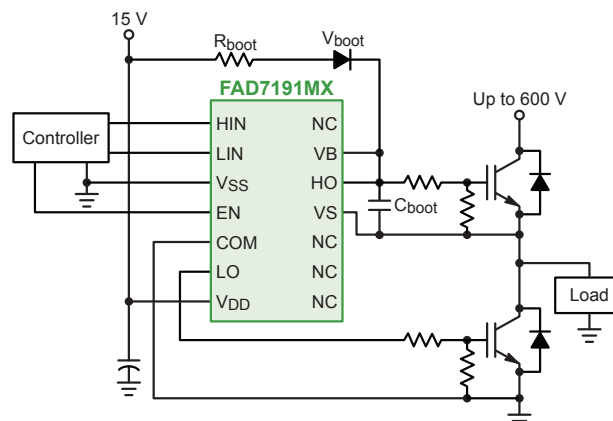 15 V
Rboot
Vboot
FAD7191MX
Up to 600 V
Controller
HIN
NC
LIN
VB
VSS
HO
EN
VS
Cboot
COM
NC
LO
NC
VDD
NC
Load